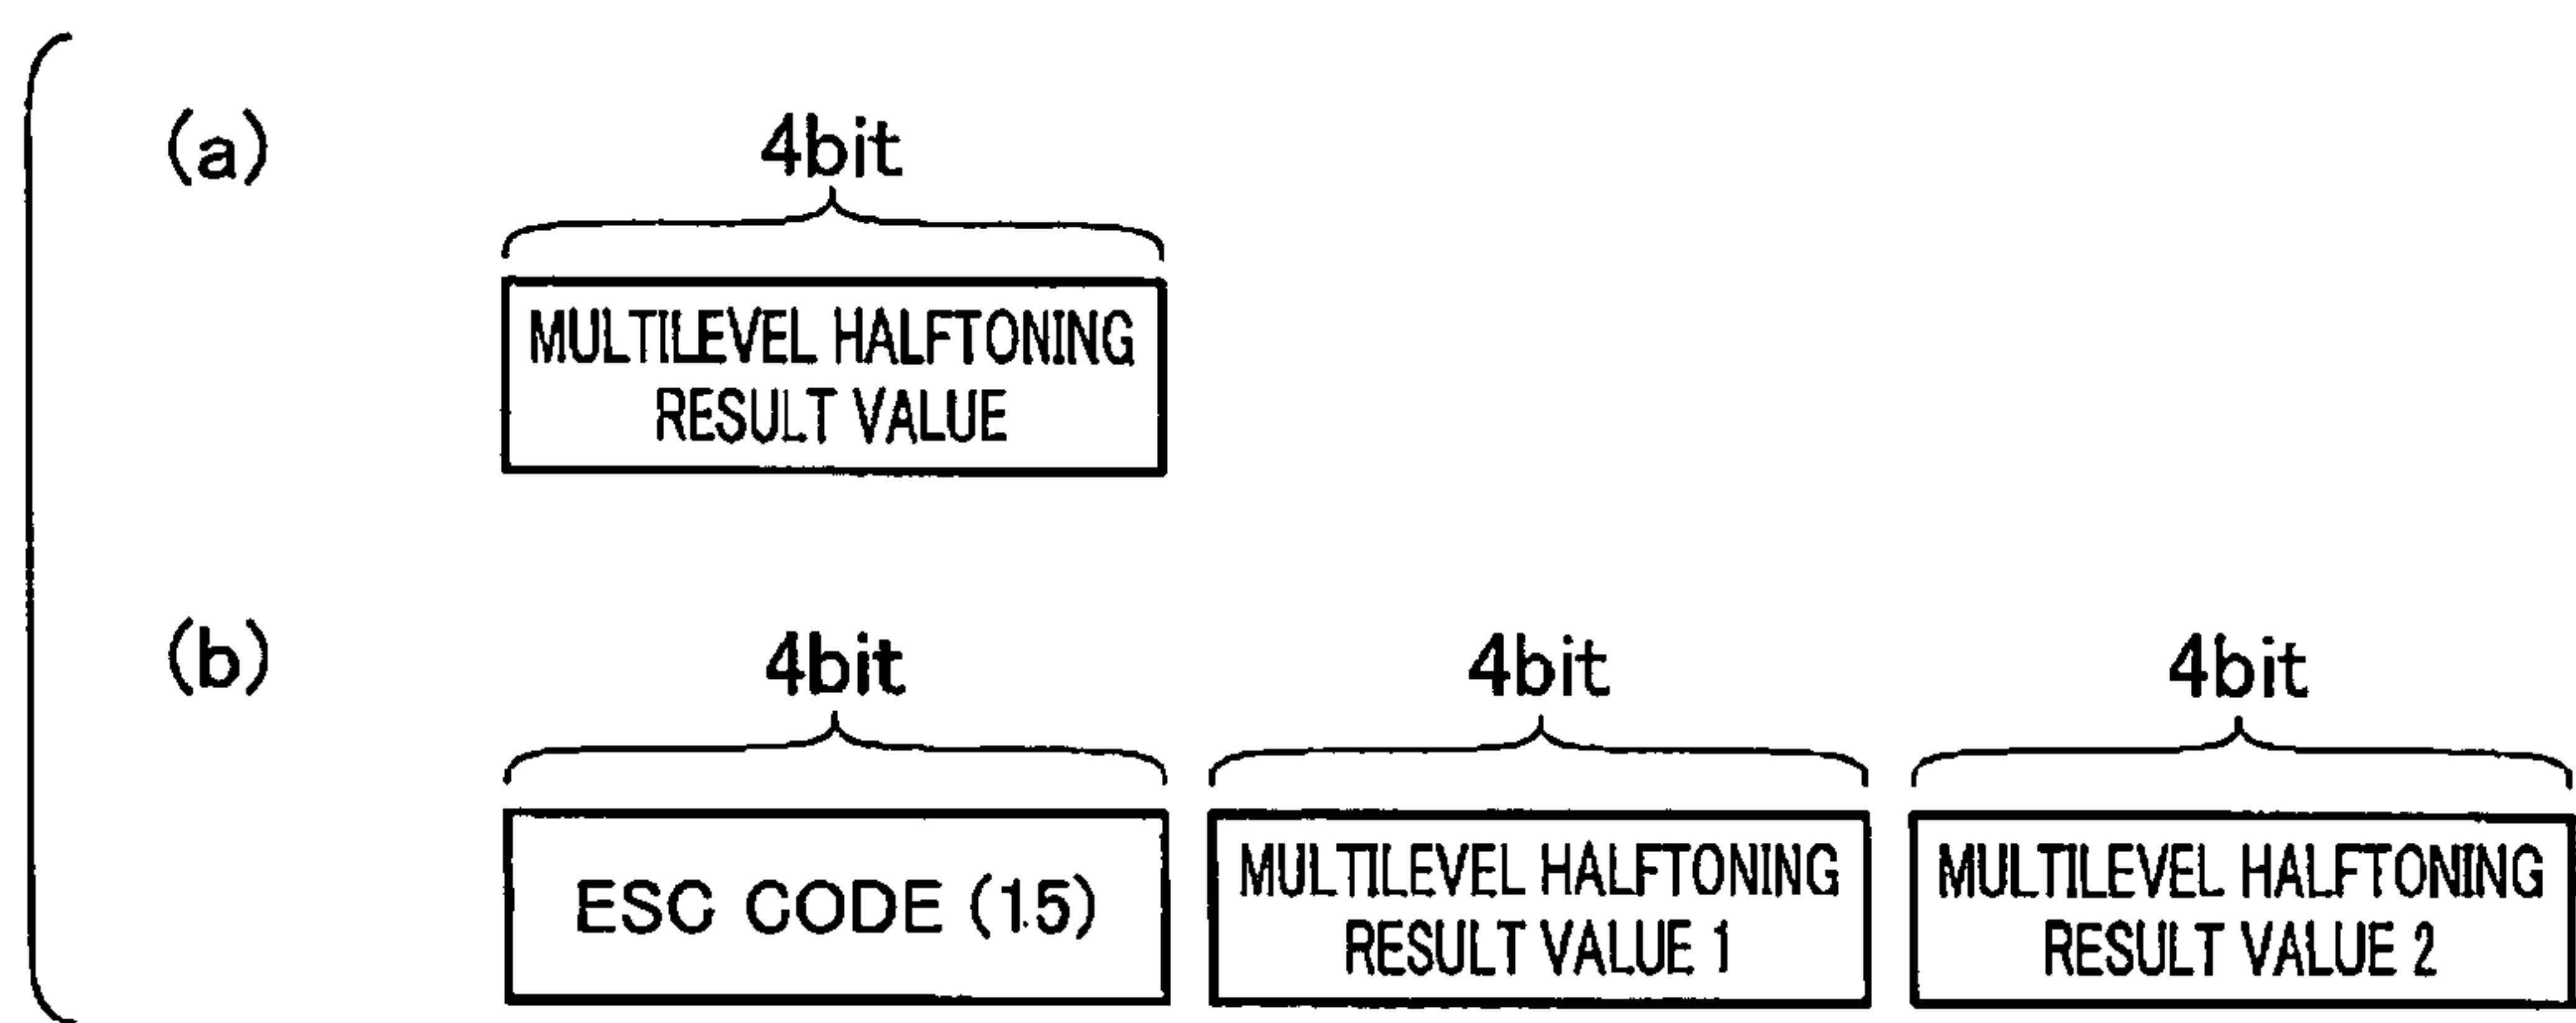 (a)
4bit
MULTILEVEL HALFTONING
RESULT VALUE
(b)
4bit 4bit 4bit
ESC CODE (15)
MULTILEVEL HALFTONING
RESULT VALUE 1
MULTILEVEL HALFTONING
RESULT VALUE 2